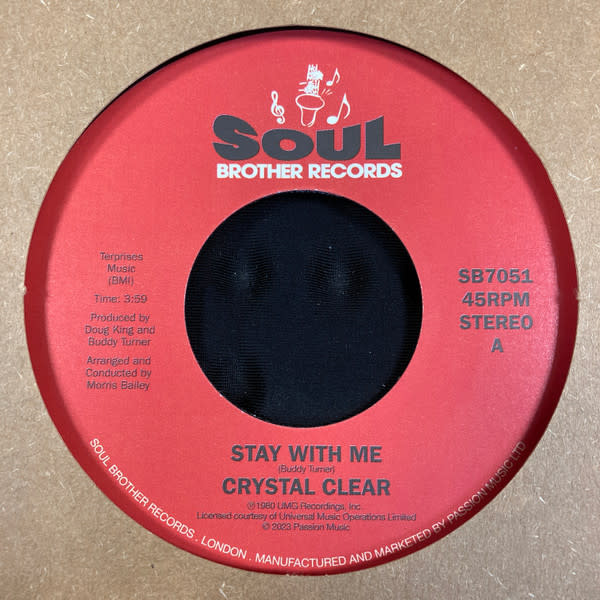 SOUL
BROTHER RECORDS
Terprises
Music
(BMI)
Time: 3:59
Produced by
Doug King and
Buddy Turner
Arranged and
Conducted by
Morris Bailey
SB7051
45RPM
STEREO
A
STAY WITH ME
(Buddy Turner)
CRYSTAL CLEAR
℗1980 UMG Recordings, Inc
Licensed courtesy of Universal Music Operations Limited
© 2023 Passion Music
SOUL BROTHER RECORDS . LONDON . MANUFACTURED AND MARKETED BY PASSION MUSIC LTD